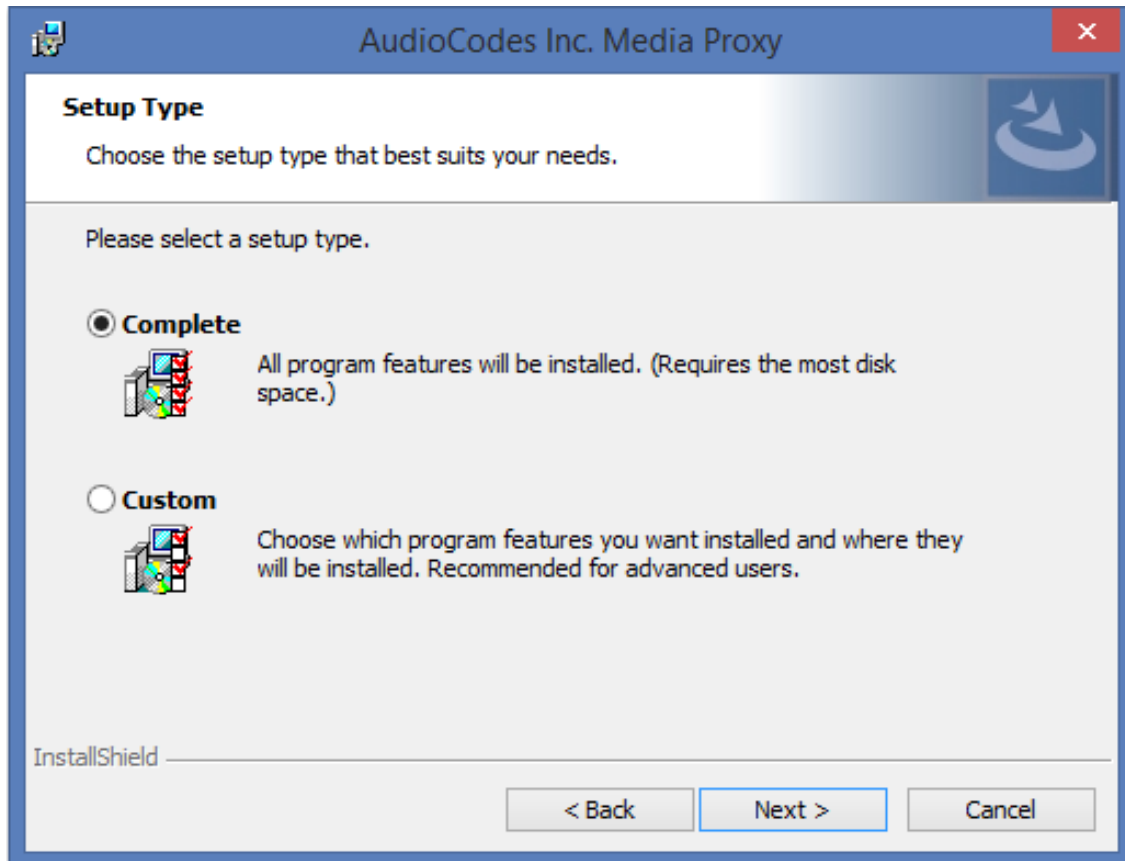 AudioCodes Inc. Media Proxy
Setup Type
Choose the setup type that best suits your needs.
Please select a setup type.
Complete
All program features will be installed. (Requires the most disk
space.)
Custom
Choose which program features you want installed and where they
will be installed. Recommended for advanced users.
InstallShield
< Back Next > Cancel